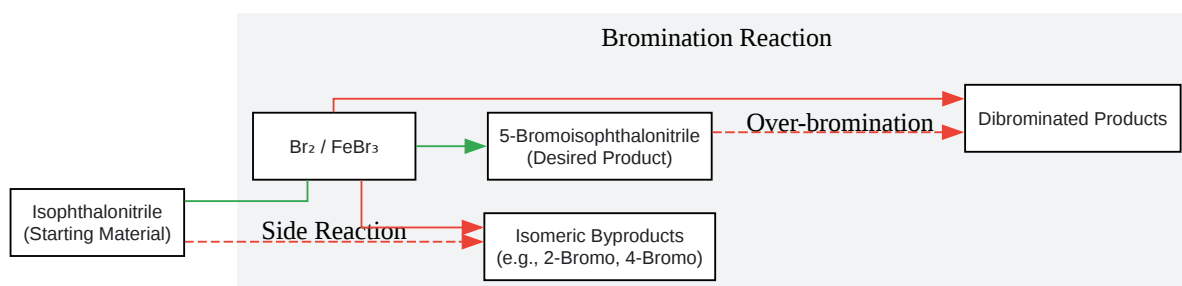 Bromination Reaction
Br₂ / FeBr₃
5-Bromoisophthalonitrile
(Desired Product)
Over-bromination
Dibrominated Products
Isophthalonitrile
(Starting Material)
Side Reaction
Isomeric Byproducts
(e.g., 2-Bromo, 4-Bromo)